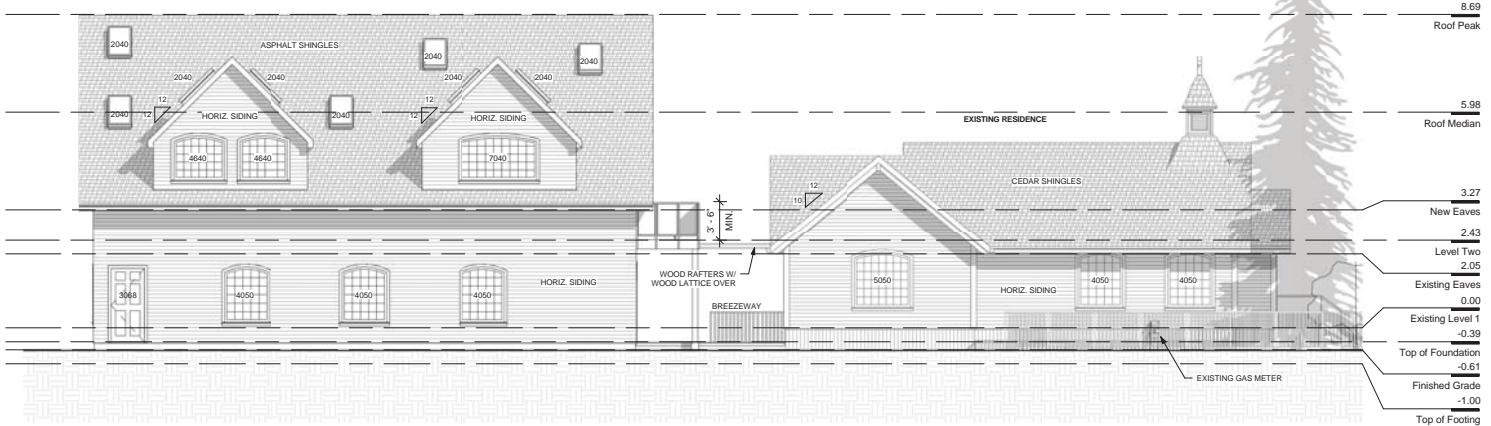 8.69
Roof Peak
2040
ASPHALT SHINGLES
2040
2040
2040
2040
2040
2040
2040
2040
12
12
HORIZ. SIDING
12
12
HORIZ. SIDING
4640
4640
7040
5.98
Roof Median
EXISTING RESIDENCE
CEDAR SHINGLES
12
10
3' - 6"
MIN.
3.27
New Eaves
2.43
Level Two
2.05
Existing Eaves
0.00
Existing Level 1
-0.39
Top of Foundation
-0.61
Finished Grade
-1.00
Top of Footing
3068
4050
4050
4050
HORIZ. SIDING
WOOD RAFTERS W/
WOOD LATTICE OVER
BREEZEWAY
5050
HORIZ. SIDING
4050
4050
EXISTING GAS METER